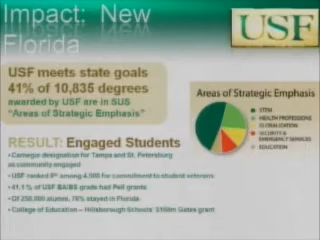 Impact: New
Florida
USF
USF meets state goals
41% of 10,835 degrees
awarded by USF are in SUS
"Areas of Strategic Emphasis"
Areas of Strategic Emphasis
STEM
HEALTH PROFESSIONS
GLOBALIZATION
SECURITY &
EMERGENCY SERVICES
EDUCATION
RESULT: Engaged Students
• Carnegie designation for Tampa and St. Petersburg
as community engaged
• USF ranked 5th among 4,000 for commitment to student veterans
• 41.1% of USF BA/BS grads had Pell grants
• Of 250,000 alumni, 76% stayed in Florida
• College of Education – Hillsborough Schools' $100m Gates grant